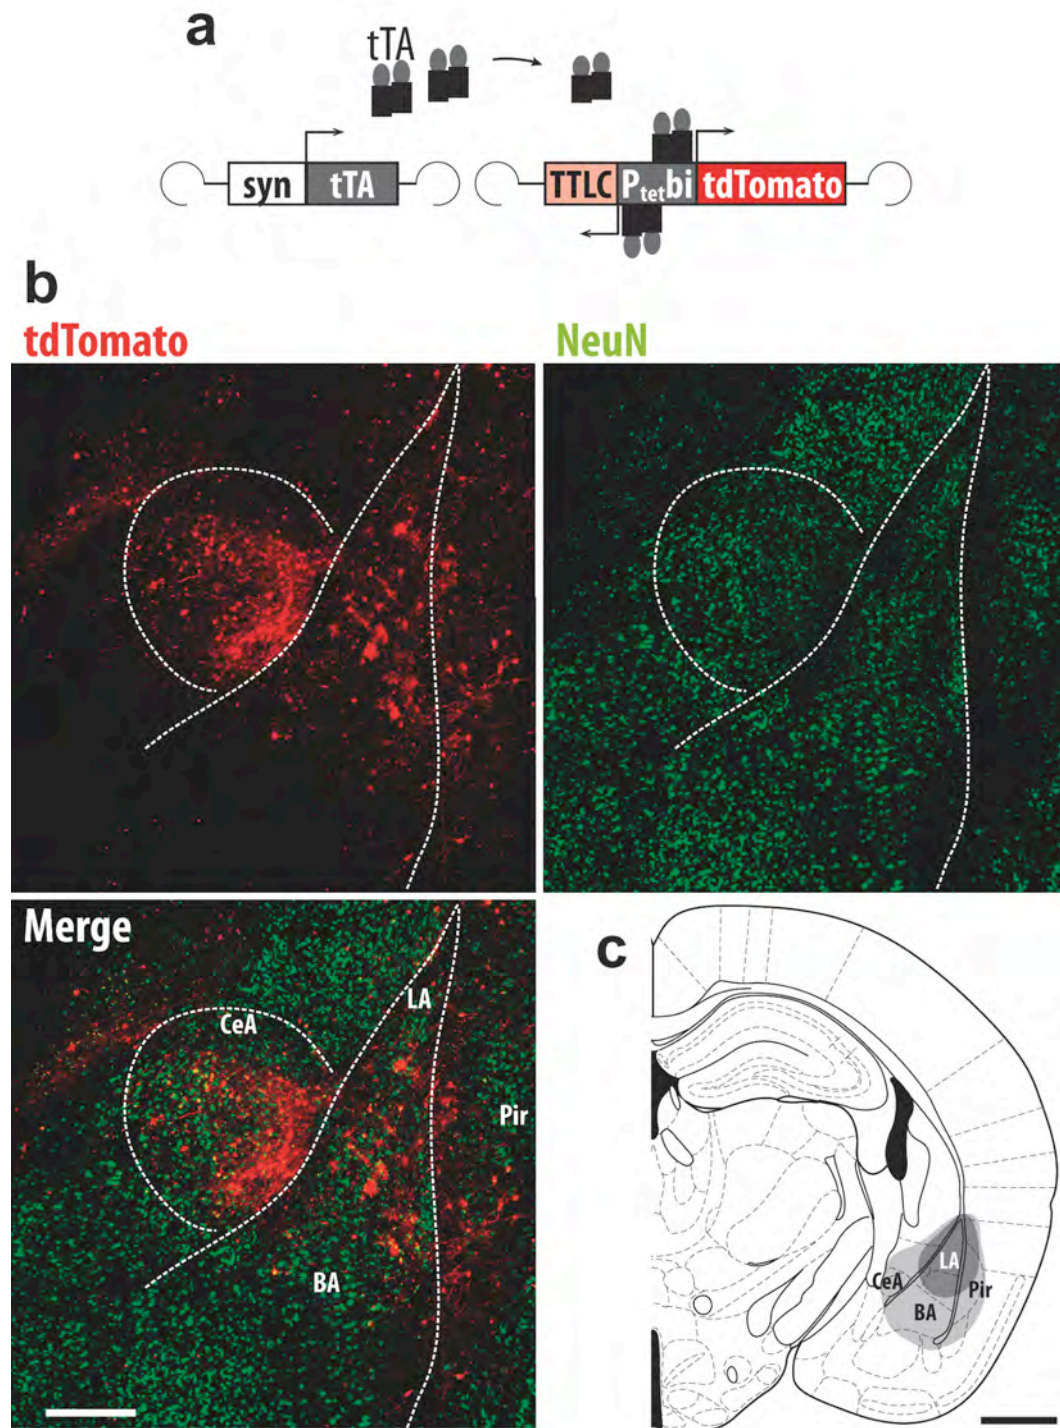 a
tTA
syn
tTA
TTLC
Ptetbi
tdTomato
b
tdTomato
NeuN
Merge
LA
CeA
Pir
BA
c
LA
CeA
Pir
BA